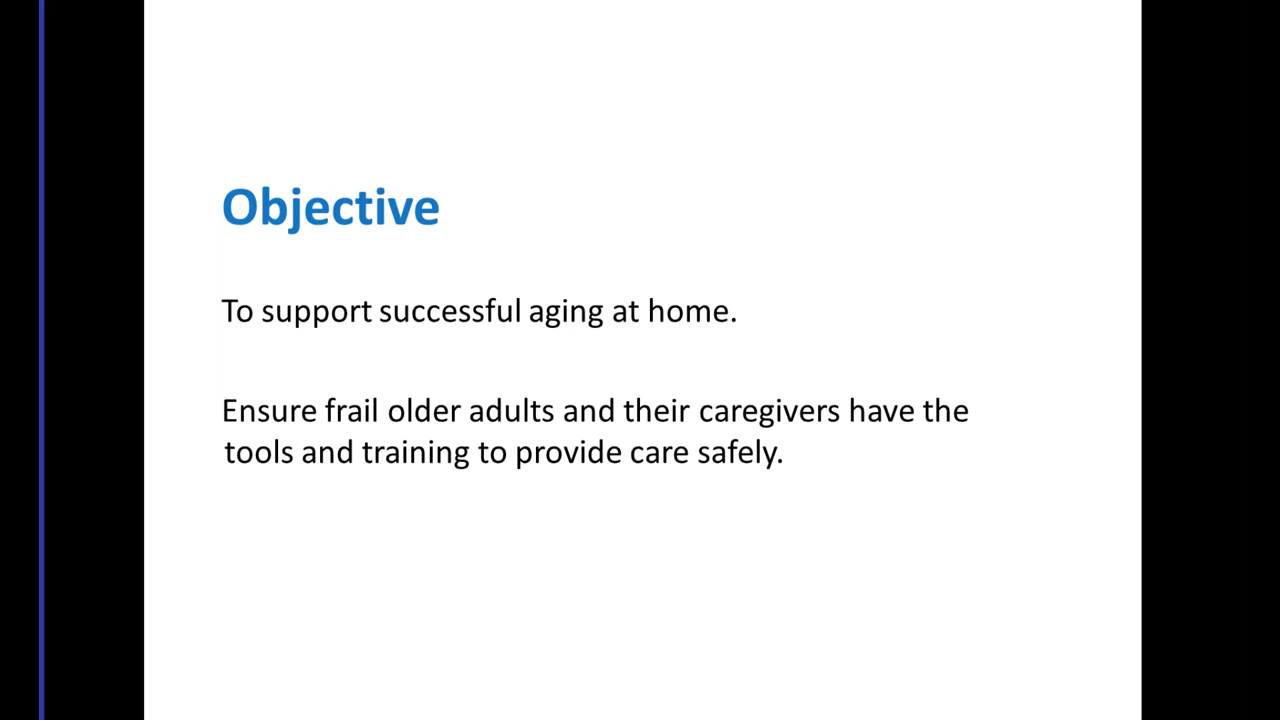 Objective
To support successful aging at home.
Ensure frail older adults and their caregivers have the
tools and training to provide care safely.